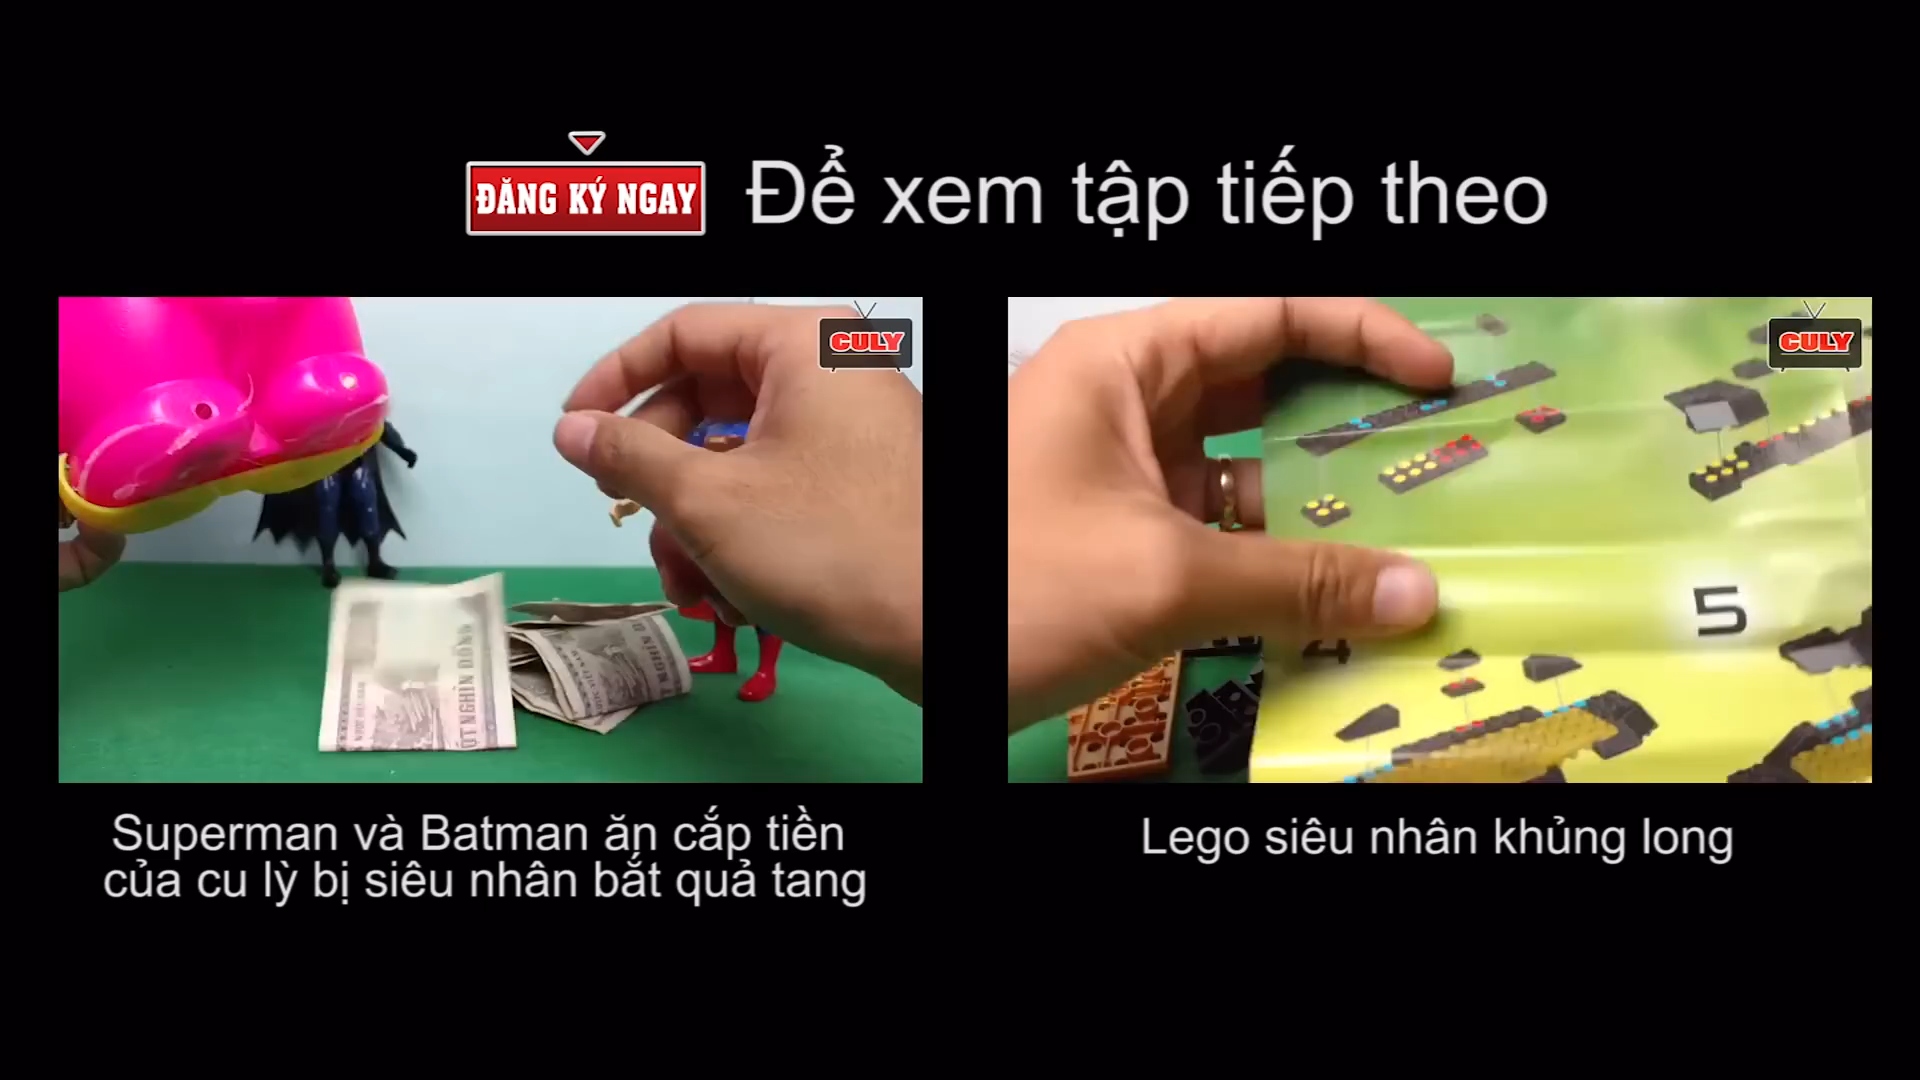 ĐĂNG KÝ NGAY
Để xem tập tiếp theo
CULY
CULY
5
Superman và Batman ăn cắp tiền
của cu lỳ bị siêu nhân bắt quả tang
Lego siêu nhân khủng long